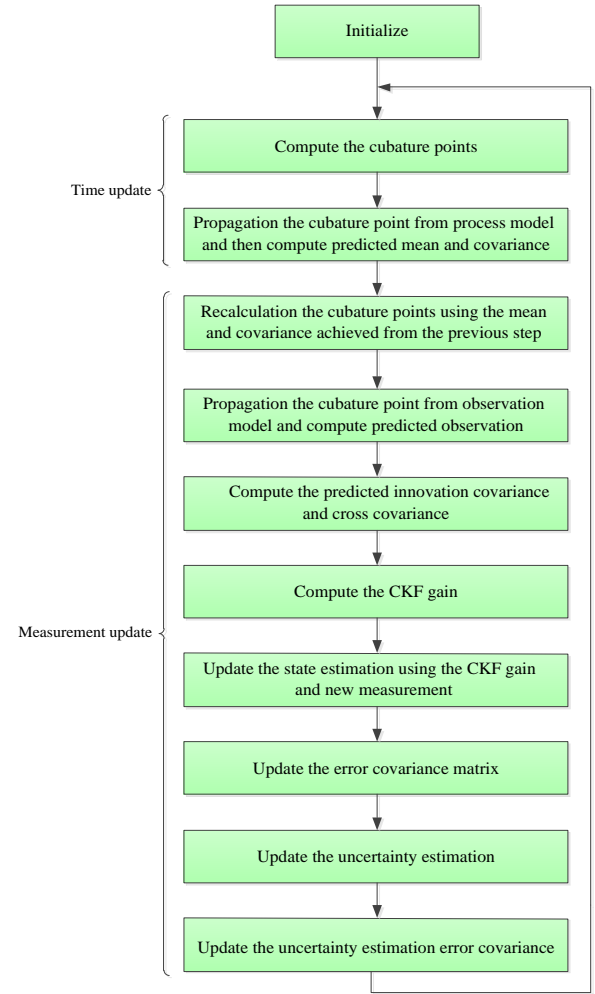 Initialize
Compute the cubature points
Time update
Propagation the cubature point from process model
and then compute predicted mean and covariance
Recalculation the cubature points using the mean
and covariance achieved from the previous step
Propagation the cubature point from observation
model and compute predicted observation
Compute the predicted innovation covariance
and cross covariance
Compute the CKF gain
Measurement update
Update the state estimation using the CKF gain
and new measurement
Update the error covariance matrix
Update the uncertainty estimation
Update the uncertainty estimation error covariance